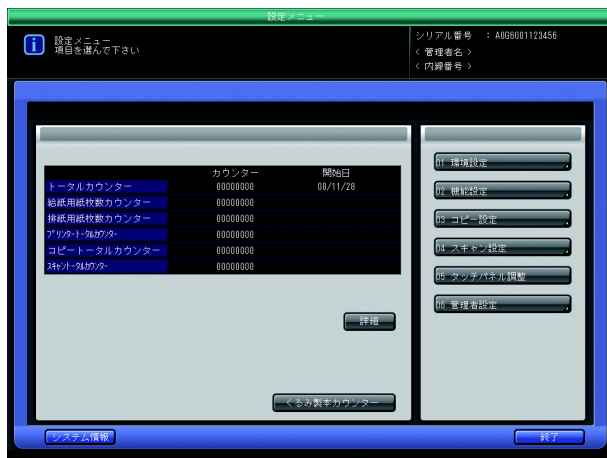 設定メニュー
設定メニュー
項目を選んで下さい
シリアル番号 : A0G6001123456
< 管理者名 >
< 内線番号 >
カウンター 開始日
トータルカウンター 00000000 08/11/28
給紙用紙枚数カウンター 00000000
排紙用紙枚数カウンター 00000000
プリンタートータルカウンター 00000000
コピートータルカウンター 00000000
スキャントータルカウンター 00000000
詳細
くるみ製本カウンター
01 環境設定
02 機能設定
03 コピー設定
04 スキャン設定
05 タッチパネル調整
06 管理者設定
システム情報
終了